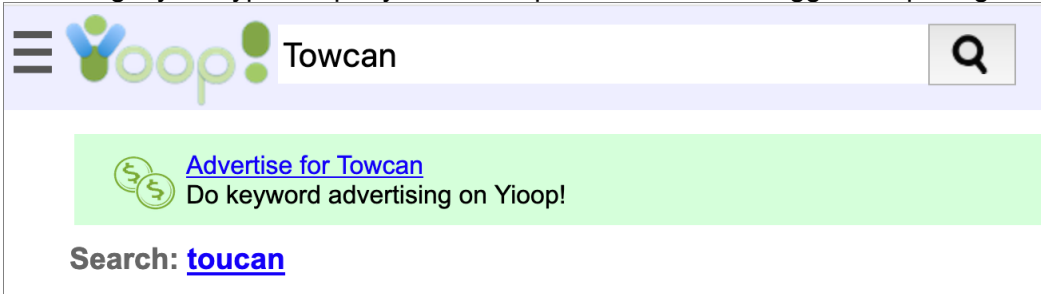 Yioop! Towcan
Advertise for Towcan
Do keyword advertising on Yioop!
Search: toucan